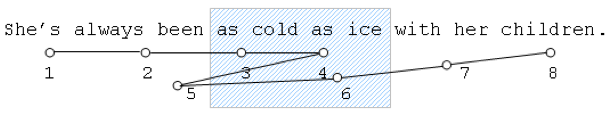 She's always been as cold as ice with her children.
1 2 3 4 5 6 7 8